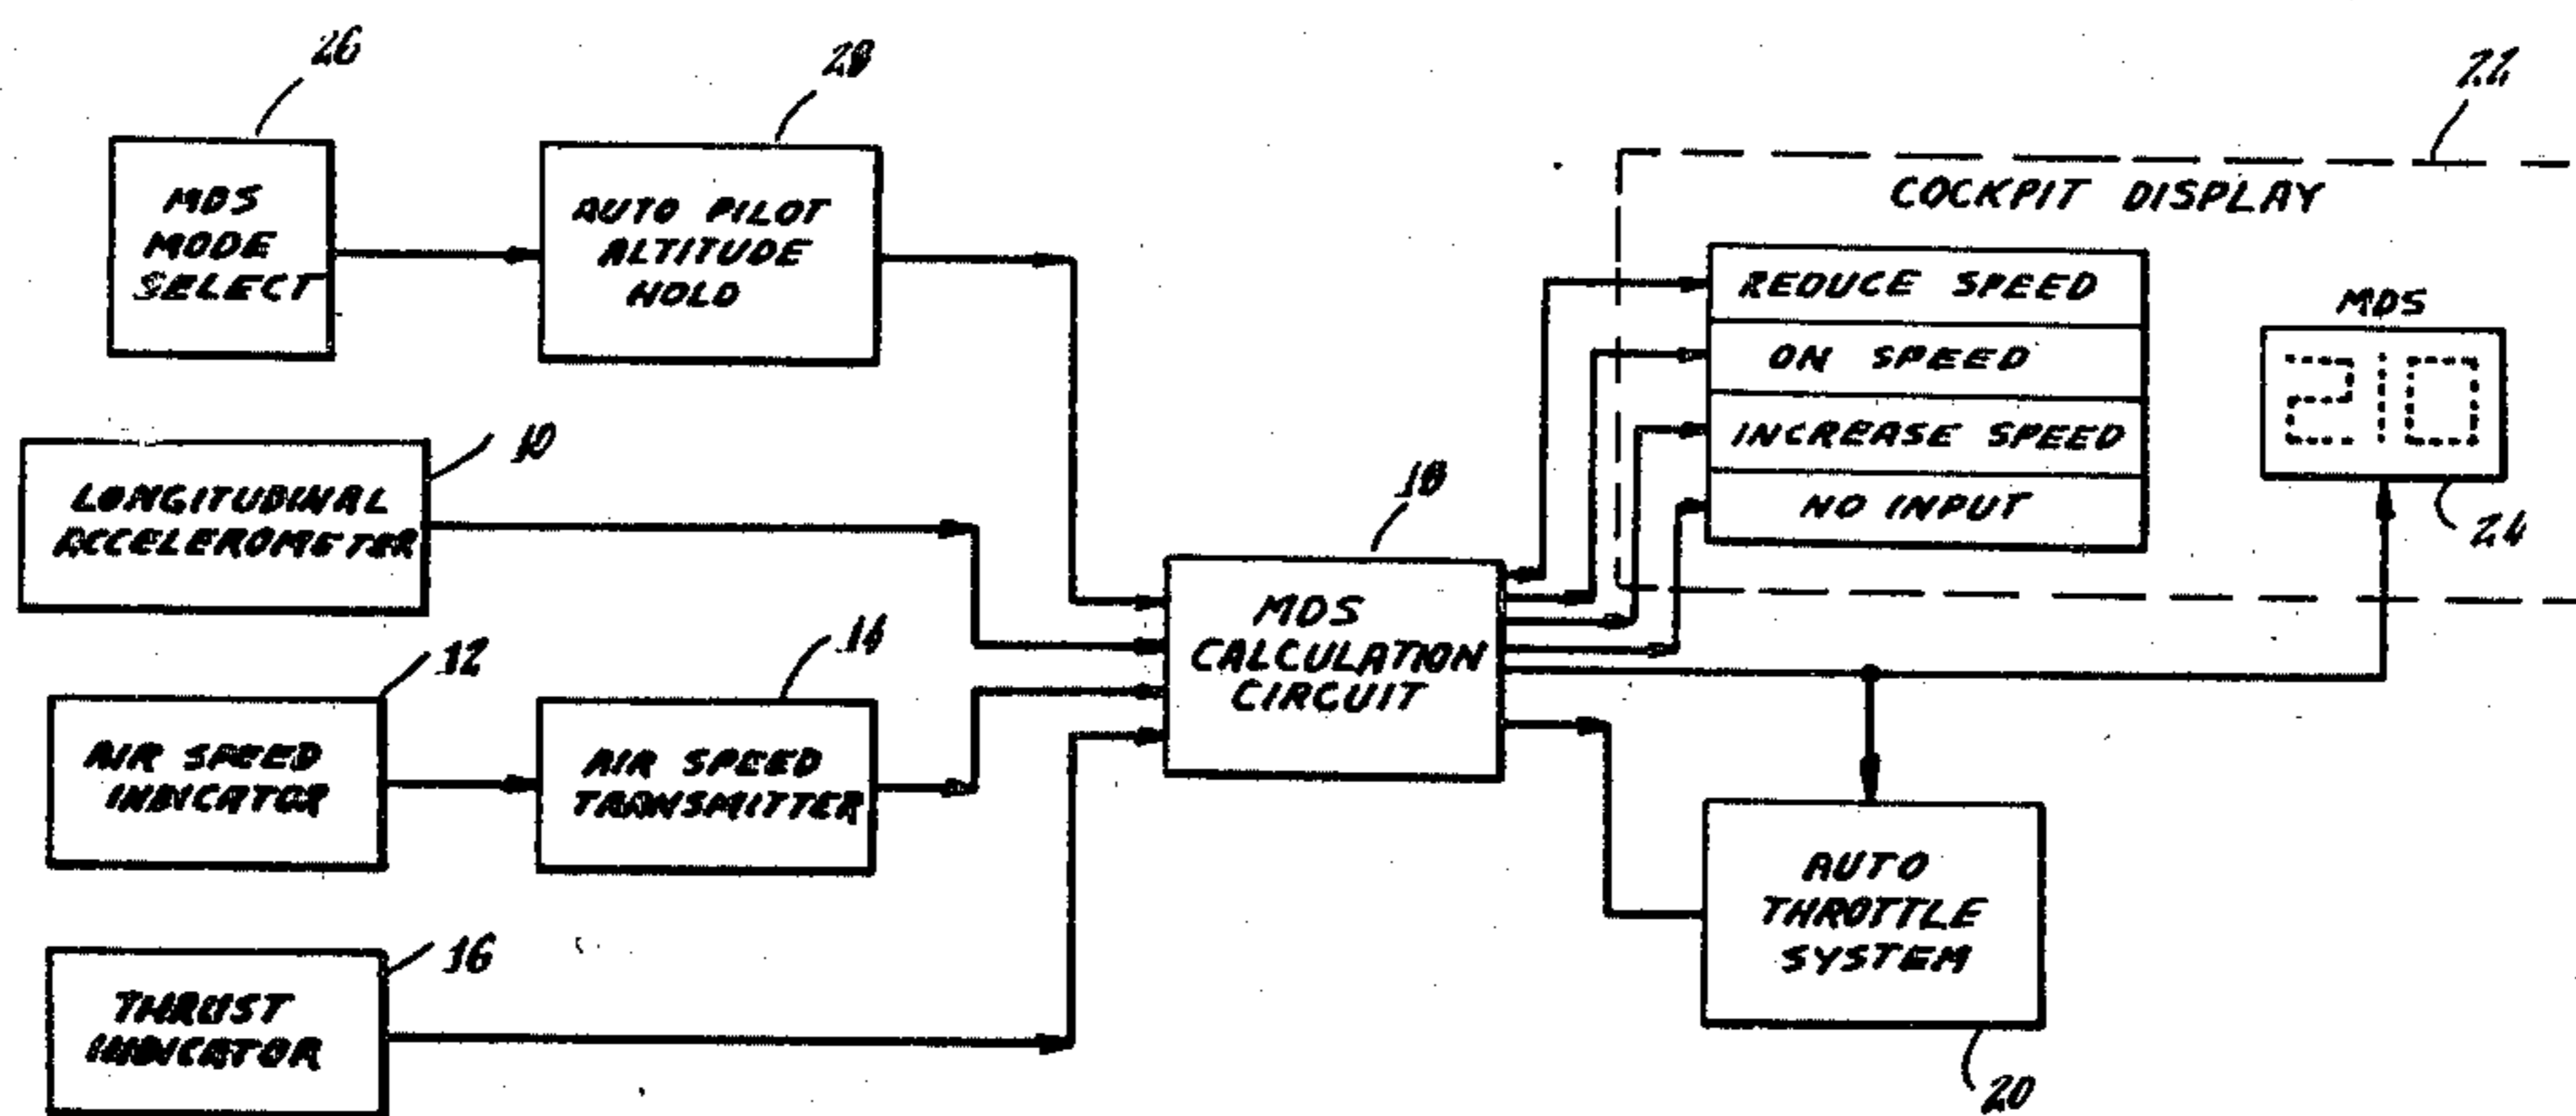 26
28
22
MDS
MODE
SELECT
AUTO PILOT
ALTITUDE
HOLD
COCKPIT DISPLAY
REDUCE SPEED
ON SPEED
INCREASE SPEED
NO INPUT
MDS
210
24
10
LONGITUDINAL
ACCELEROMETER
18
MDS
CALCULATION
CIRCUIT
12
AIR SPEED
INDICATOR
14
AIR SPEED
TRANSMITTER
16
THRUST
INDICATOR
AUTO
THROTTLE
SYSTEM
20